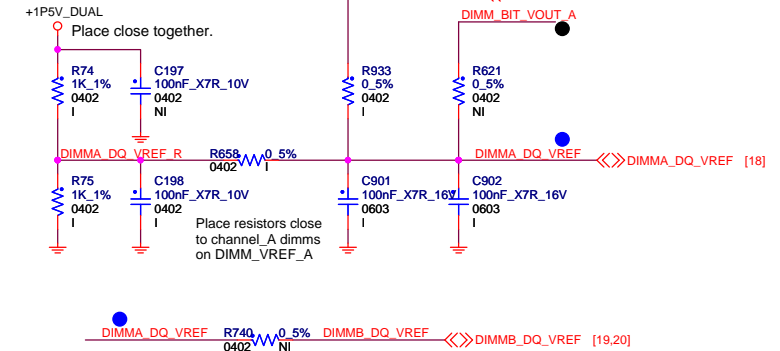 +1P5V_DUAL
Place close together.
DIMM_BIT_VOUT_A
R74
1K_1%
0402
I
C197
100nF_X7R_10V
0402
NI
R933
0_5%
0402
I
R621
0_5%
0402
NI
DIMMA_DQ_VREF_R
R658
0_5%
0402
I
DIMMA_DQ_VREF
DIMMA_DQ_VREF [18]
R75
1K_1%
0402
I
C198
100nF_X7R_10V
0402
I
Place resistors close
to channel_A dimms
on DIMM_VREF_A
C901
100nF_X7R_16V
0603
I
C902
100nF_X7R_16V
0603
I
DIMMA_DQ_VREF
R740
0_5%
0402
NI
DIMMB_DQ_VREF
DIMMB_DQ_VREF [19,20]